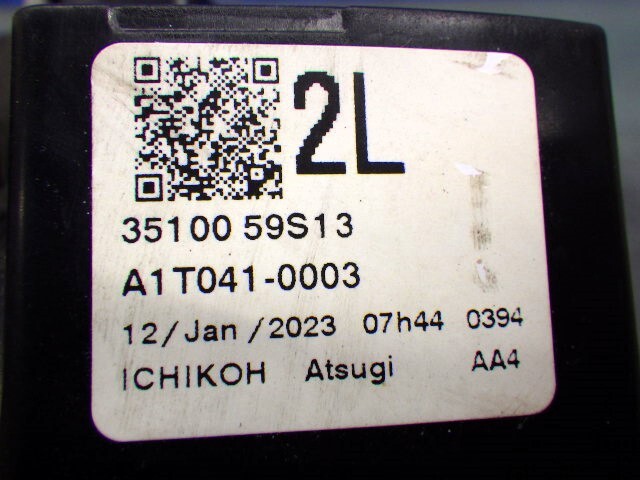 2L
35100 59S13
A1T041-0003
12/Jan/2023 07h44 0394
ICHIKOH Atsugi AA4